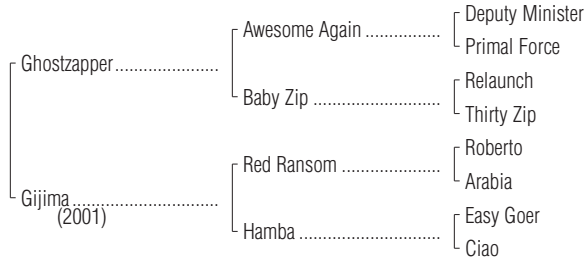 Deputy Minister
Awesome Again ................
Primal Force
Ghostzapper......................
Relaunch
Baby Zip ...........................
Thirty Zip
Roberto
Red Ransom .....................
Arabia
Gijima................................
(2001)
Easy Goer
Hamba ..............................
Ciao